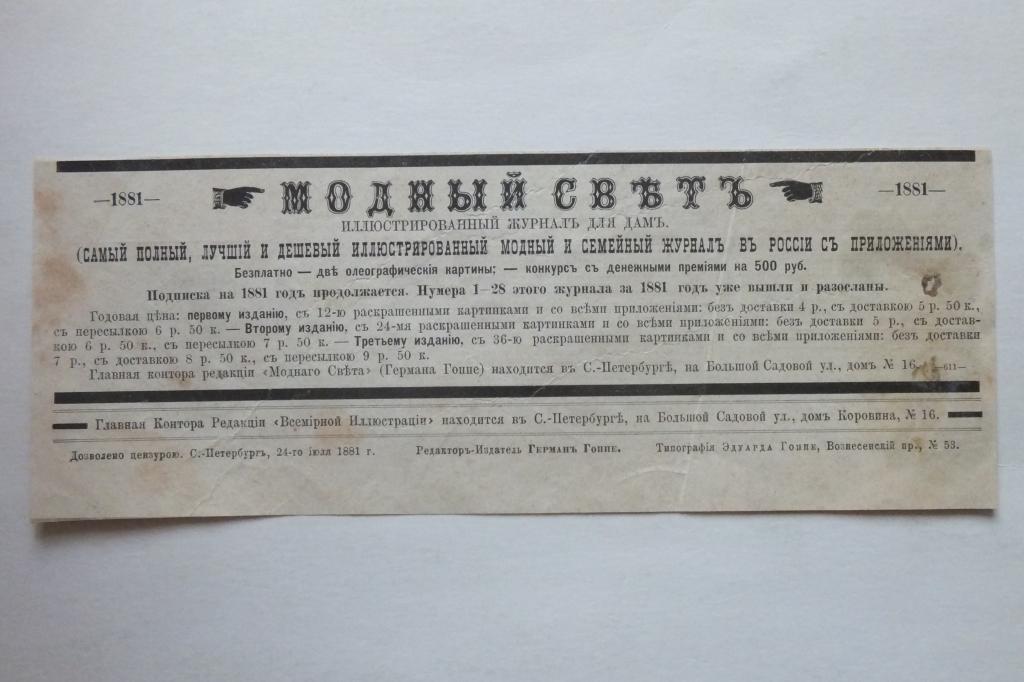 —1881— МОДНЫЙ СВѢТЪ —1881—
ИЛЛЮСТРИРОВАННЫЙ ЖУРНАЛЪ ДЛЯ ДАМЪ.
(САМЫЙ ПОЛНЫЙ, ЛУЧШІЙ И ДЕШЕВЫЙ ИЛЛЮСТРИРОВАННЫЙ МОДНЫЙ И СЕМЕЙНЫЙ ЖУРНАЛЪ ВЪ РОССІИ СЪ ПРИЛОЖЕНІЯМИ).
Безплатно — двѣ олеографическія картины; — конкурсъ съ денежными преміями на 500 руб.
Подписка на 1881 годъ продолжается. Нумера 1—28 этого журнала за 1881 годъ уже вышли и разосланы.
Годовая цѣна: первому изданію, съ 12-ю раскрашенными картинками и со всѣми приложеніями: безъ доставки 4 р., съ доставкою 5 р. 50 к.,
съ пересылкою 6 р. 50 к. — Второму изданію, съ 24-мя раскрашенными картинками и со всѣми приложеніями: безъ доставки 5 р., съ достав-
кою 6 р. 50 к., съ пересылкою 7 р. 50 к. — Третьему изданію, съ 36-ю раскрашенными картинками и со всѣми приложеніями: безъ доставки
7 р., съ доставкою 8 р. 50 к., съ пересылкою 9 р. 50 к.
Главная контора редакціи «Моднаго Свѣта» (Германа Гоппе) находится въ С.-Петербургѣ, на Большой Садовой ул., домъ № 16. —611—
Главная Контора Редакціи «Всемірной Иллюстраціи» находится въ С.-Петербургѣ, на Большой Садовой ул., домъ Коровина, № 16.
Дозволено цензурою. С.-Петербургъ, 24-го іюля 1881 г. Редакторъ-Издатель Германъ Гоппе. Типографія Эдуарда Гоппе, Вознесенскій пр., № 53.